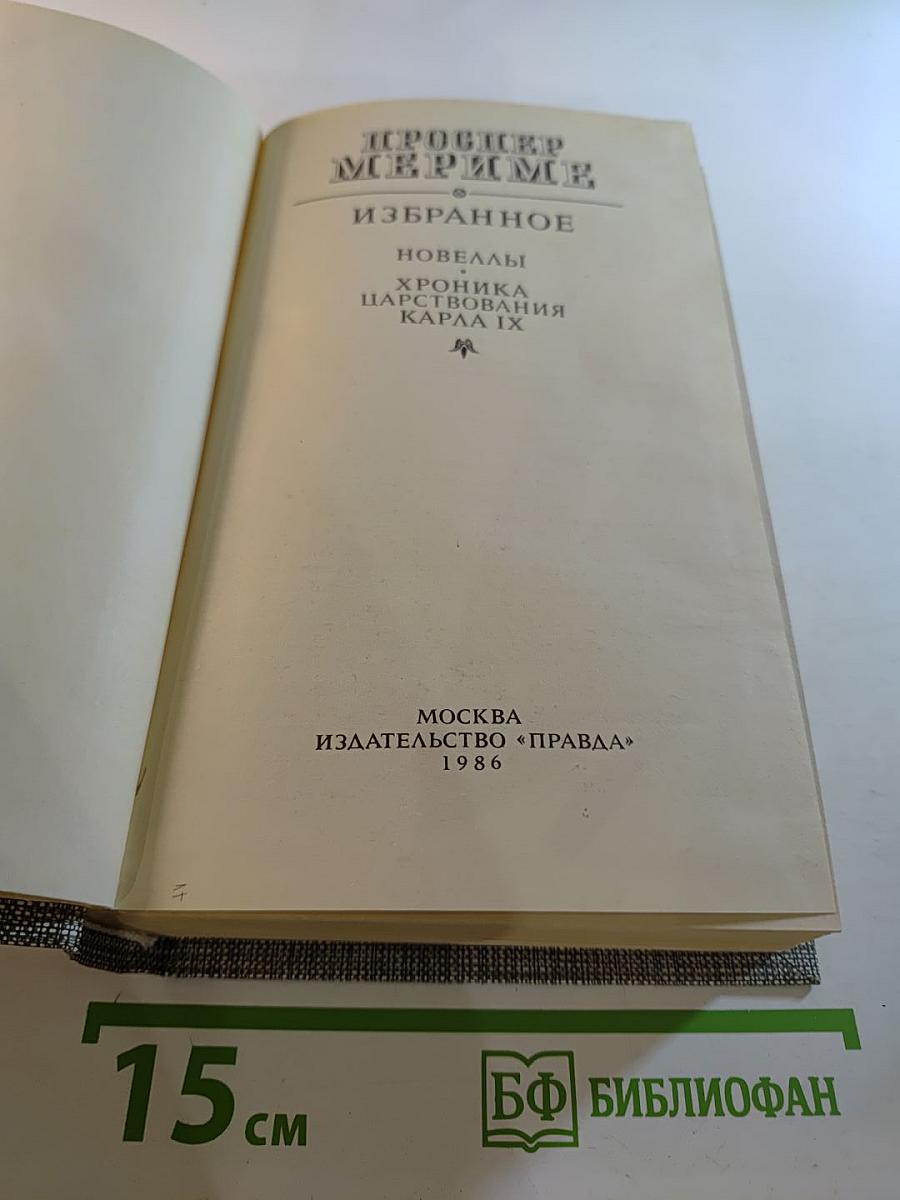 ПРОСПЕР
МЕРИМЕ
ИЗБРАННОЕ
НОВЕЛЛЫ
ХРОНИКА
ЦАРСТВОВАНИЯ
КАРЛА IX
МОСКВА
ИЗДАТЕЛЬСТВО «ПРАВДА»
1986
15 см
БФ БИБЛИОФАН